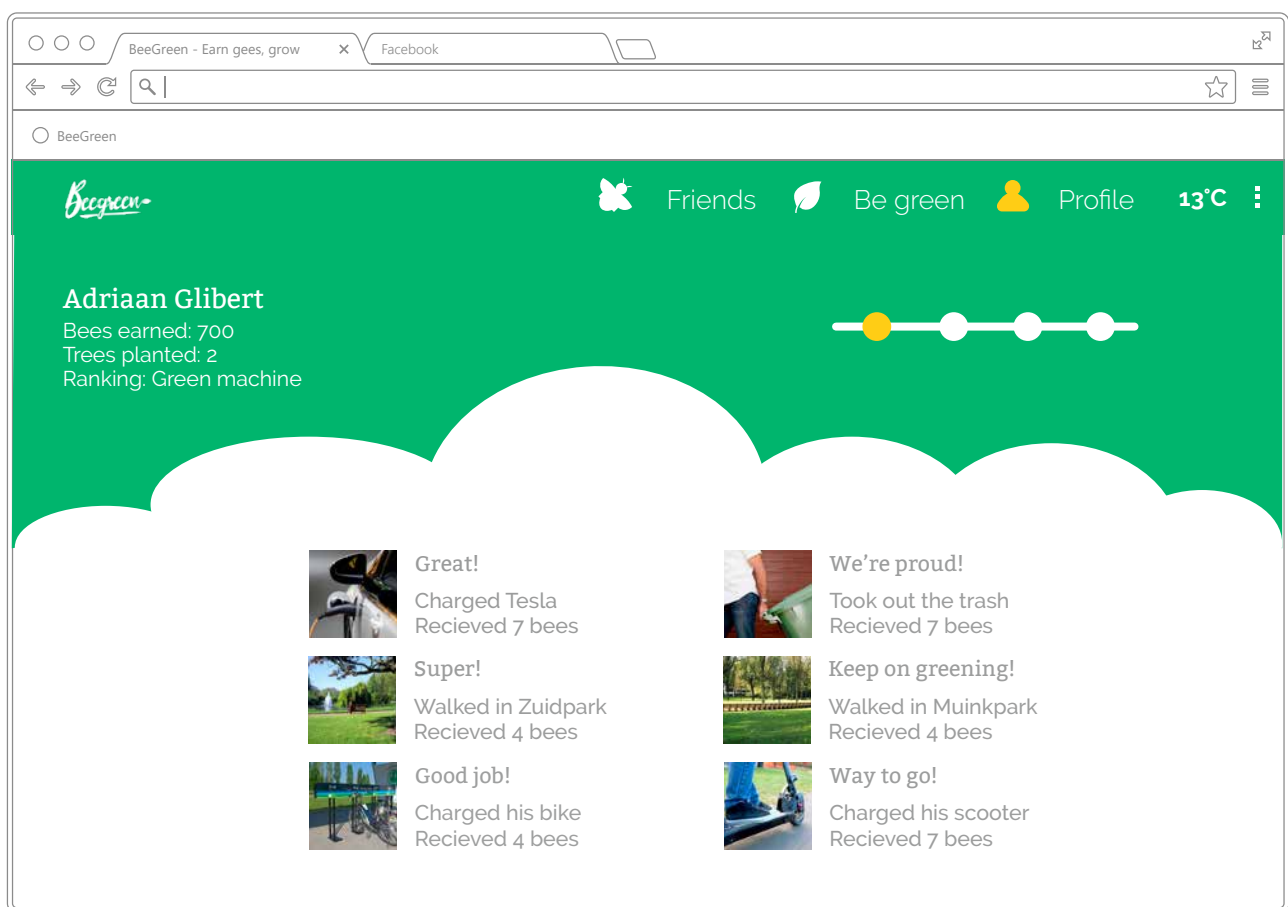 BeeGreen - Earn gees, grow
Facebook
BeeGreen
Beegreen
Friends
Be green
Profile
13°C
Adriaan Glibert
Bees earned: 700
Trees planted: 2
Ranking: Green machine
Great!
Charged Tesla
Recieved 7 bees
We're proud!
Took out the trash
Recieved 7 bees
Super!
Walked in Zuidpark
Recieved 4 bees
Keep on greening!
Walked in Muinkpark
Recieved 4 bees
Good job!
Charged his bike
Recieved 4 bees
Way to go!
Charged his scooter
Recieved 7 bees